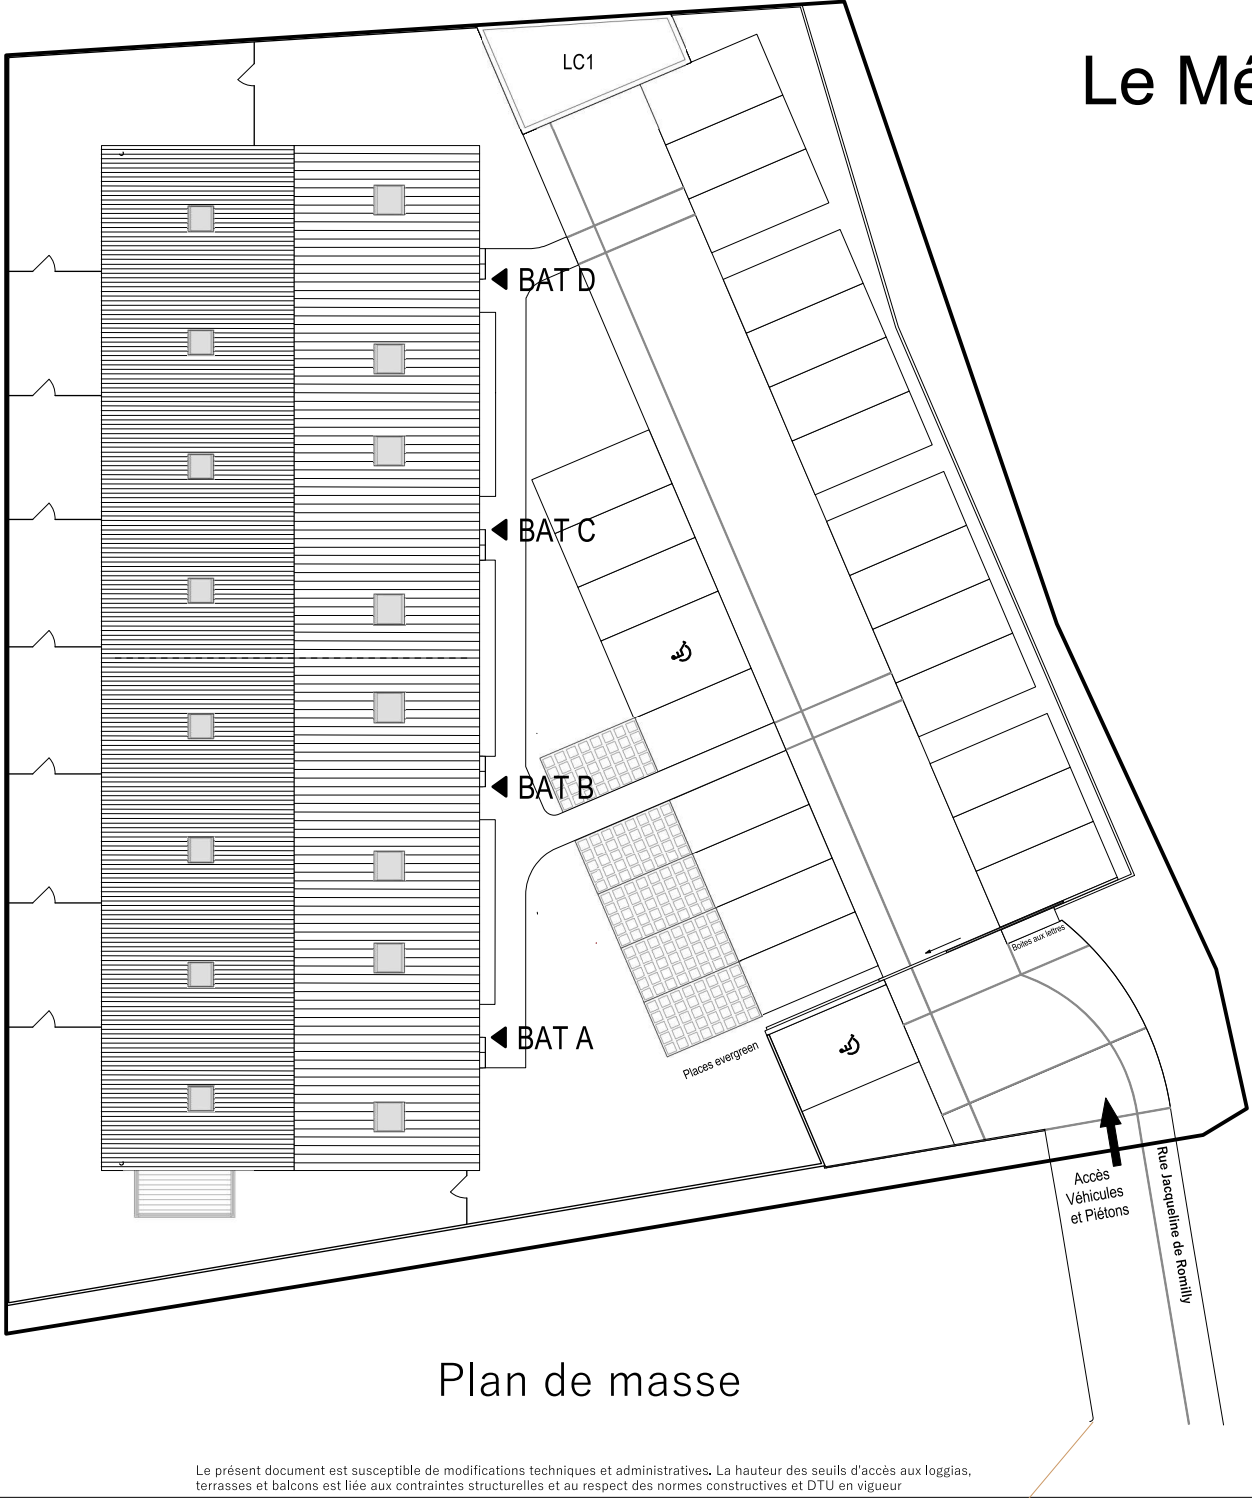 LC1
Le Mé
BAT D
BAT C
BAT B
BAT A
Boites aux lettres
Places evergreen
Accès
Véhicules
et Piétons
Rue Jacqueline de Romilly
Plan de masse
Le présent document est susceptible de modifications techniques et administratives. La hauteur des seuils d'accès aux loggias,
terrasses et balcons est liée aux contraintes structurelles et au respect des normes constructives et DTU en vigueur